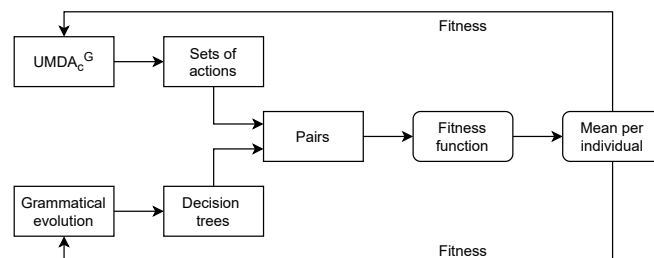 Fitness
UMDA_c^G
Sets of
actions
Pairs
Fitness
function
Mean per
individual
Grammatical
evolution
Decision
trees
Fitness